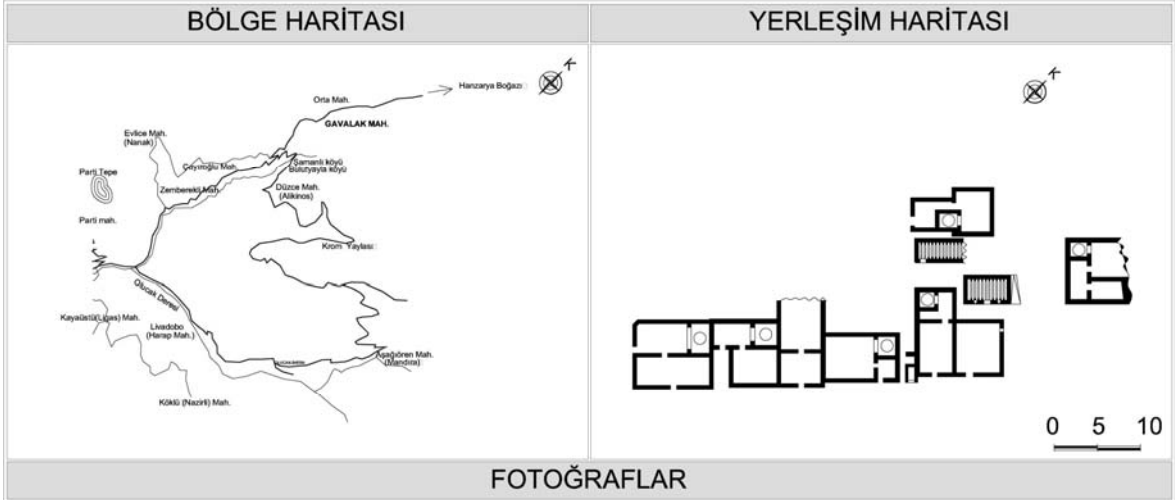 BÖLGE HARİTASI
YERLEŞİM HARİTASI
K
Hanzarya Boğazı
Orta Mah.
GAVALAK MAH.
Evlice Mah.
(Nanak)
Çayıroğlu Mah.
Şamanlı köyü
Buluzyayla köyü
Parti Tepe
Zemberekli Mah.
Düzce Mah.
(Alikinos)
Parti mah.
Krom Yaylası
Olucak Deresi
Kayaüstü(Ligas) Mah.
Livadobo
(Harap Mah.)
Aşağıören Mah.
(Mandıra)
Köklü (Nazirli) Mah.
K
0 5 10
FOTOĞRAFLAR